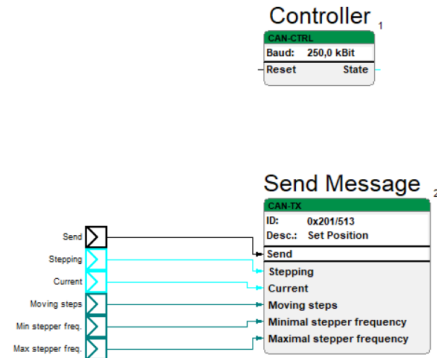 Controller 1
CAN-CTRL
Baud: 250,0 kBit
Reset State
Send Message 2
CAN-TX
ID: 0x201/513
Desc.: Set Position
Send
Stepping
Current
Moving steps
Minimal stepper frequency
Maximal stepper frequency
Send
Stepping
Current
Moving steps
Min stepper freq.
Max stepper freq.